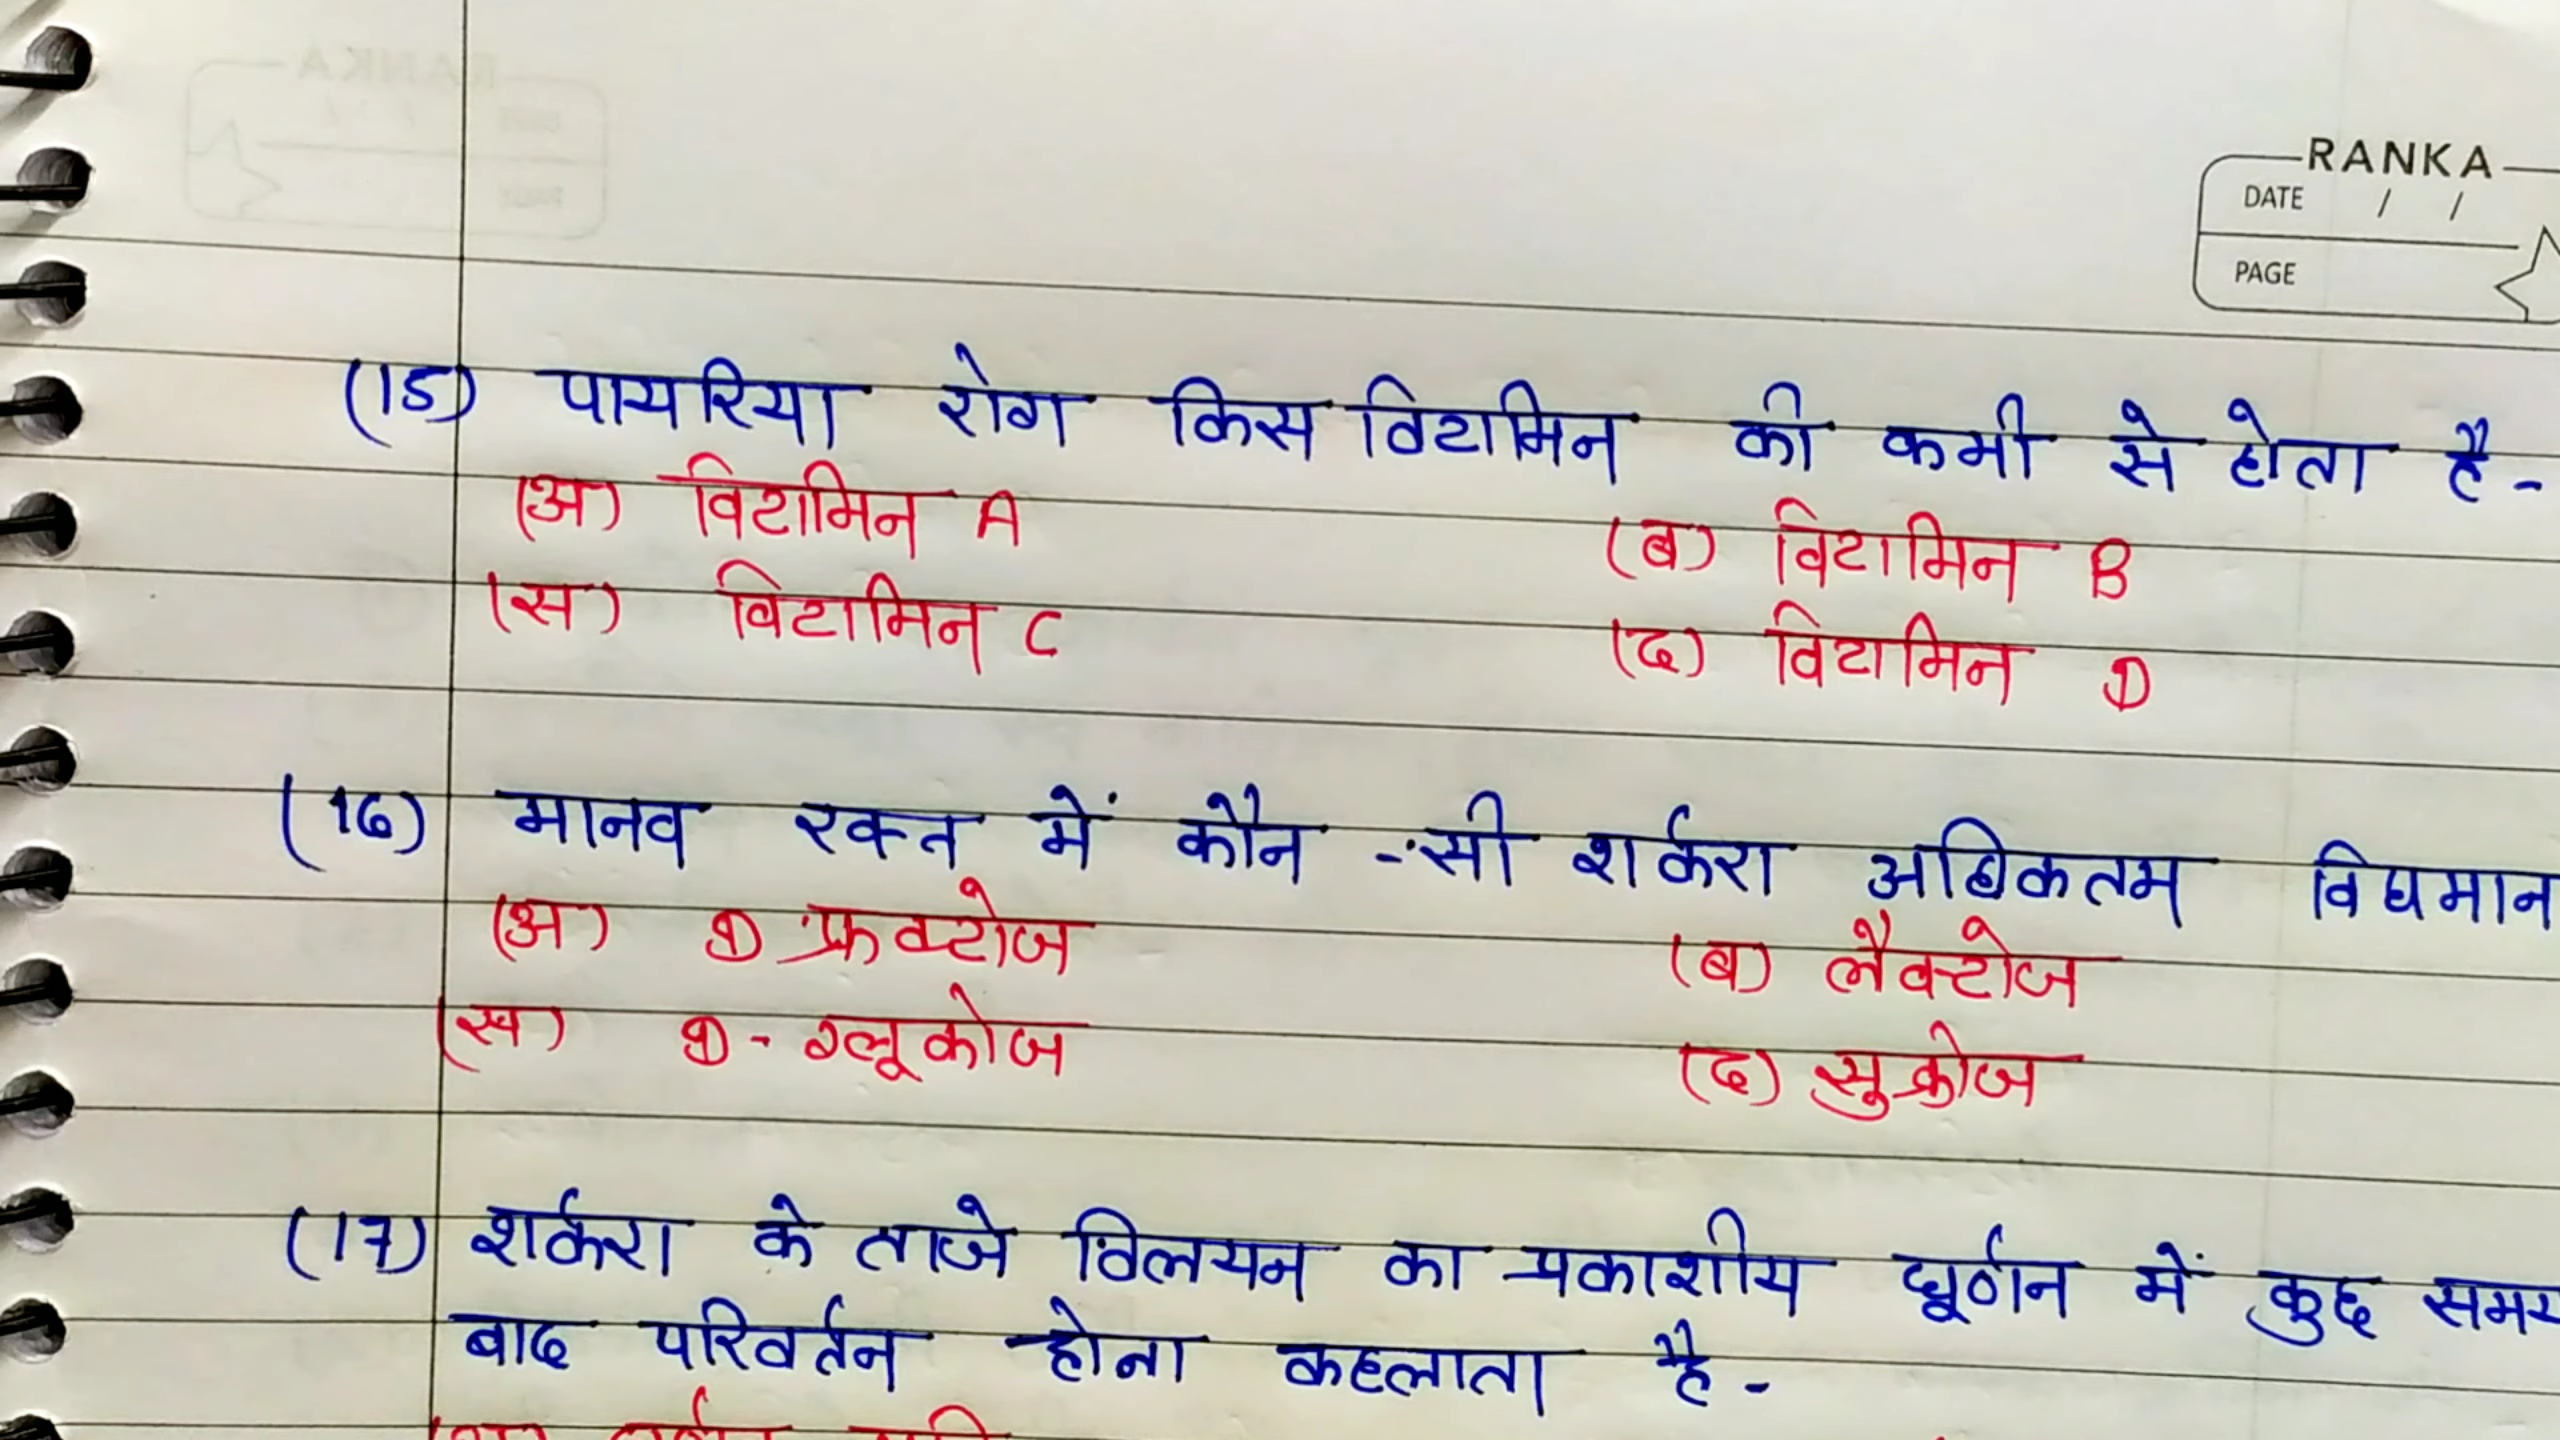 RANKA
DATE / /
PAGE
(15) पायरिया रोग किस विटामिन की कमी से होता है-
(अ) विटामिन A (ब) विटामिन B
(स) विटामिन C (द) विटामिन D
(16) मानव रक्त में कौन -सी शर्करा अधिकतम विद्यमान
(अ) D फ्रक्टोज (ब) लैक्टोज
(स) D- ग्लूकोज (द) सुक्रोज
(17) शर्करा के ताजे विलयन का प्रकाशीय घूर्णन में कुछ समय
बाद परिवर्तन होना कहलाता है-